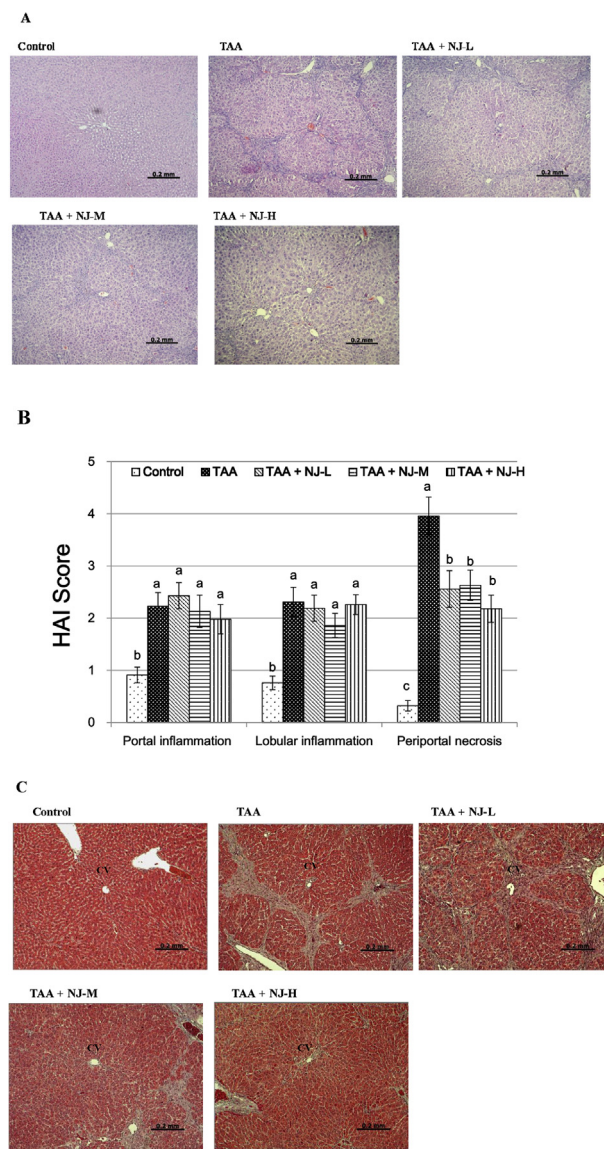 A
Control TAA TAA + NJ-L
0.2 mm 0.2 mm 0.2 mm
TAA + NJ-M TAA + NJ-H
0.2 mm 0.2 mm
B
5
Control TAA TAA + NJ-L TAA + NJ-M TAA + NJ-H
a
4
HAI Score
3
a a a a a a a a b b b
2
b b
1
c
0
Portal inflammation Lobular inflammation Periportal necrosis
C
Control TAA TAA + NJ-L
CV CV CV
0.2 mm 0.2 mm 0.2 mm
TAA + NJ-M TAA + NJ-H
CV CV
0.2 mm 0.2 mm